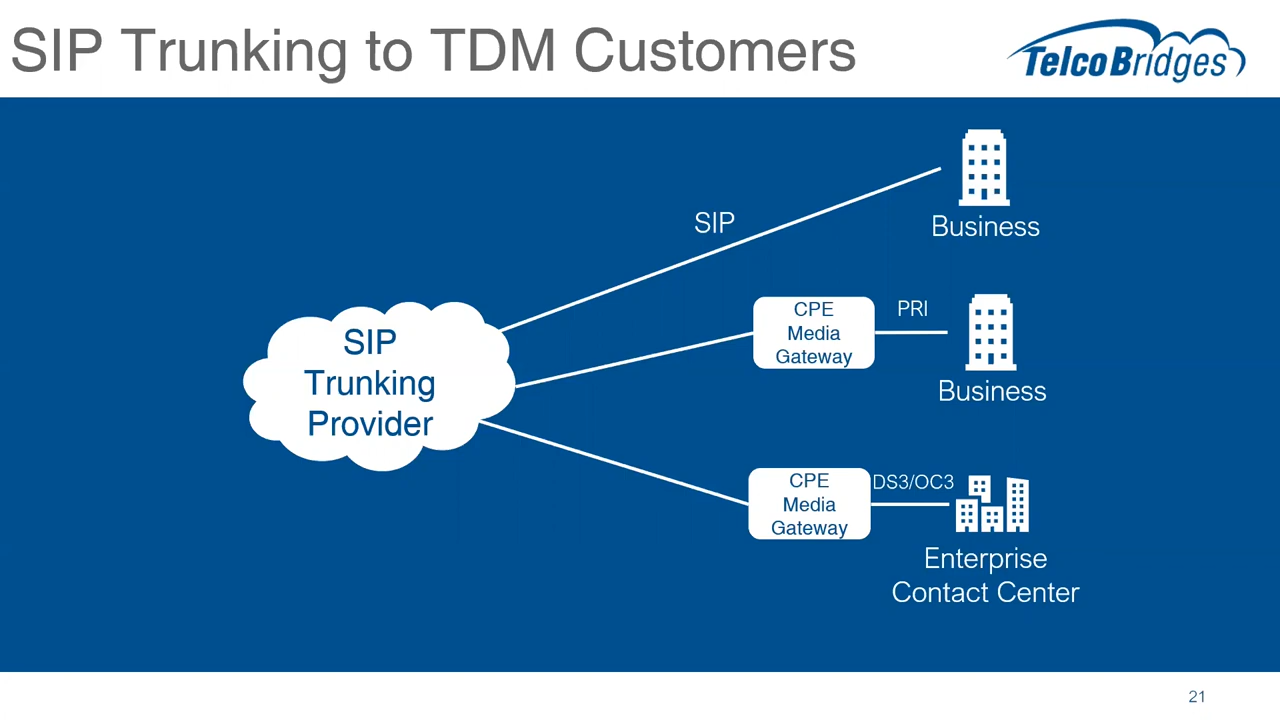 SIP Trunking to TDM Customers
TelcoBridges
SIP
Business
CPE
Media
Gateway
PRI
Business
SIP
Trunking
Provider
CPE
Media
Gateway
DS3/OC3
Enterprise
Contact Center
21